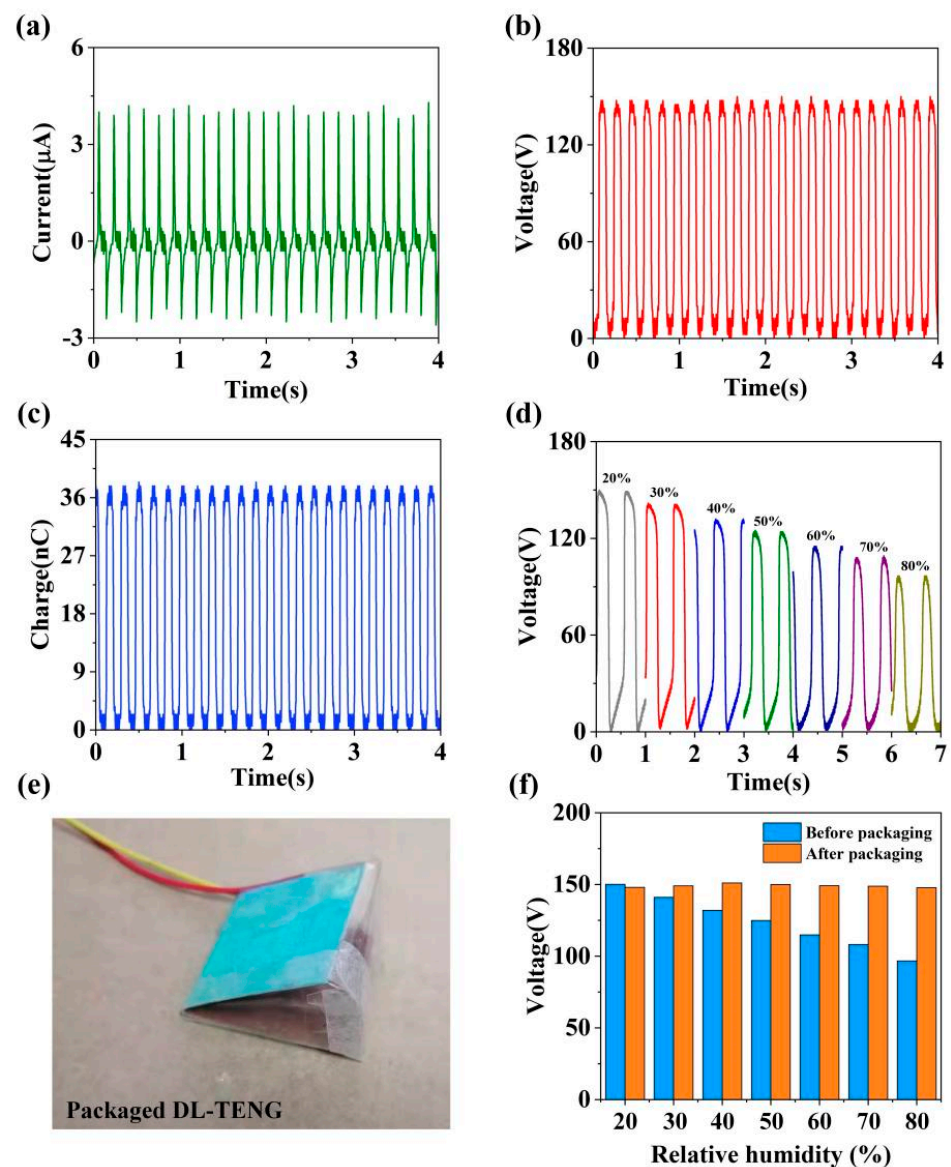 (a)
6
3
0
-3
Current(μA)
0 1 2 3 4
Time(s)
(b)
180
120
60
0
Voltage(V)
0 1 2 3 4
Time(s)
(c)
45
36
27
18
9
0
Charge(nC)
0 1 2 3 4
Time(s)
(d)
180
120
60
0
Voltage(V)
20%
30%
40%
50%
60%
70%
80%
0 1 2 3 4 5 6 7
Time(s)
(e)
Packaged DL-TENG
(f)
200
150
100
50
0
Voltage(V)
Before packaging
After packaging
20 30 40 50 60 70 80
Relative humidity (%)